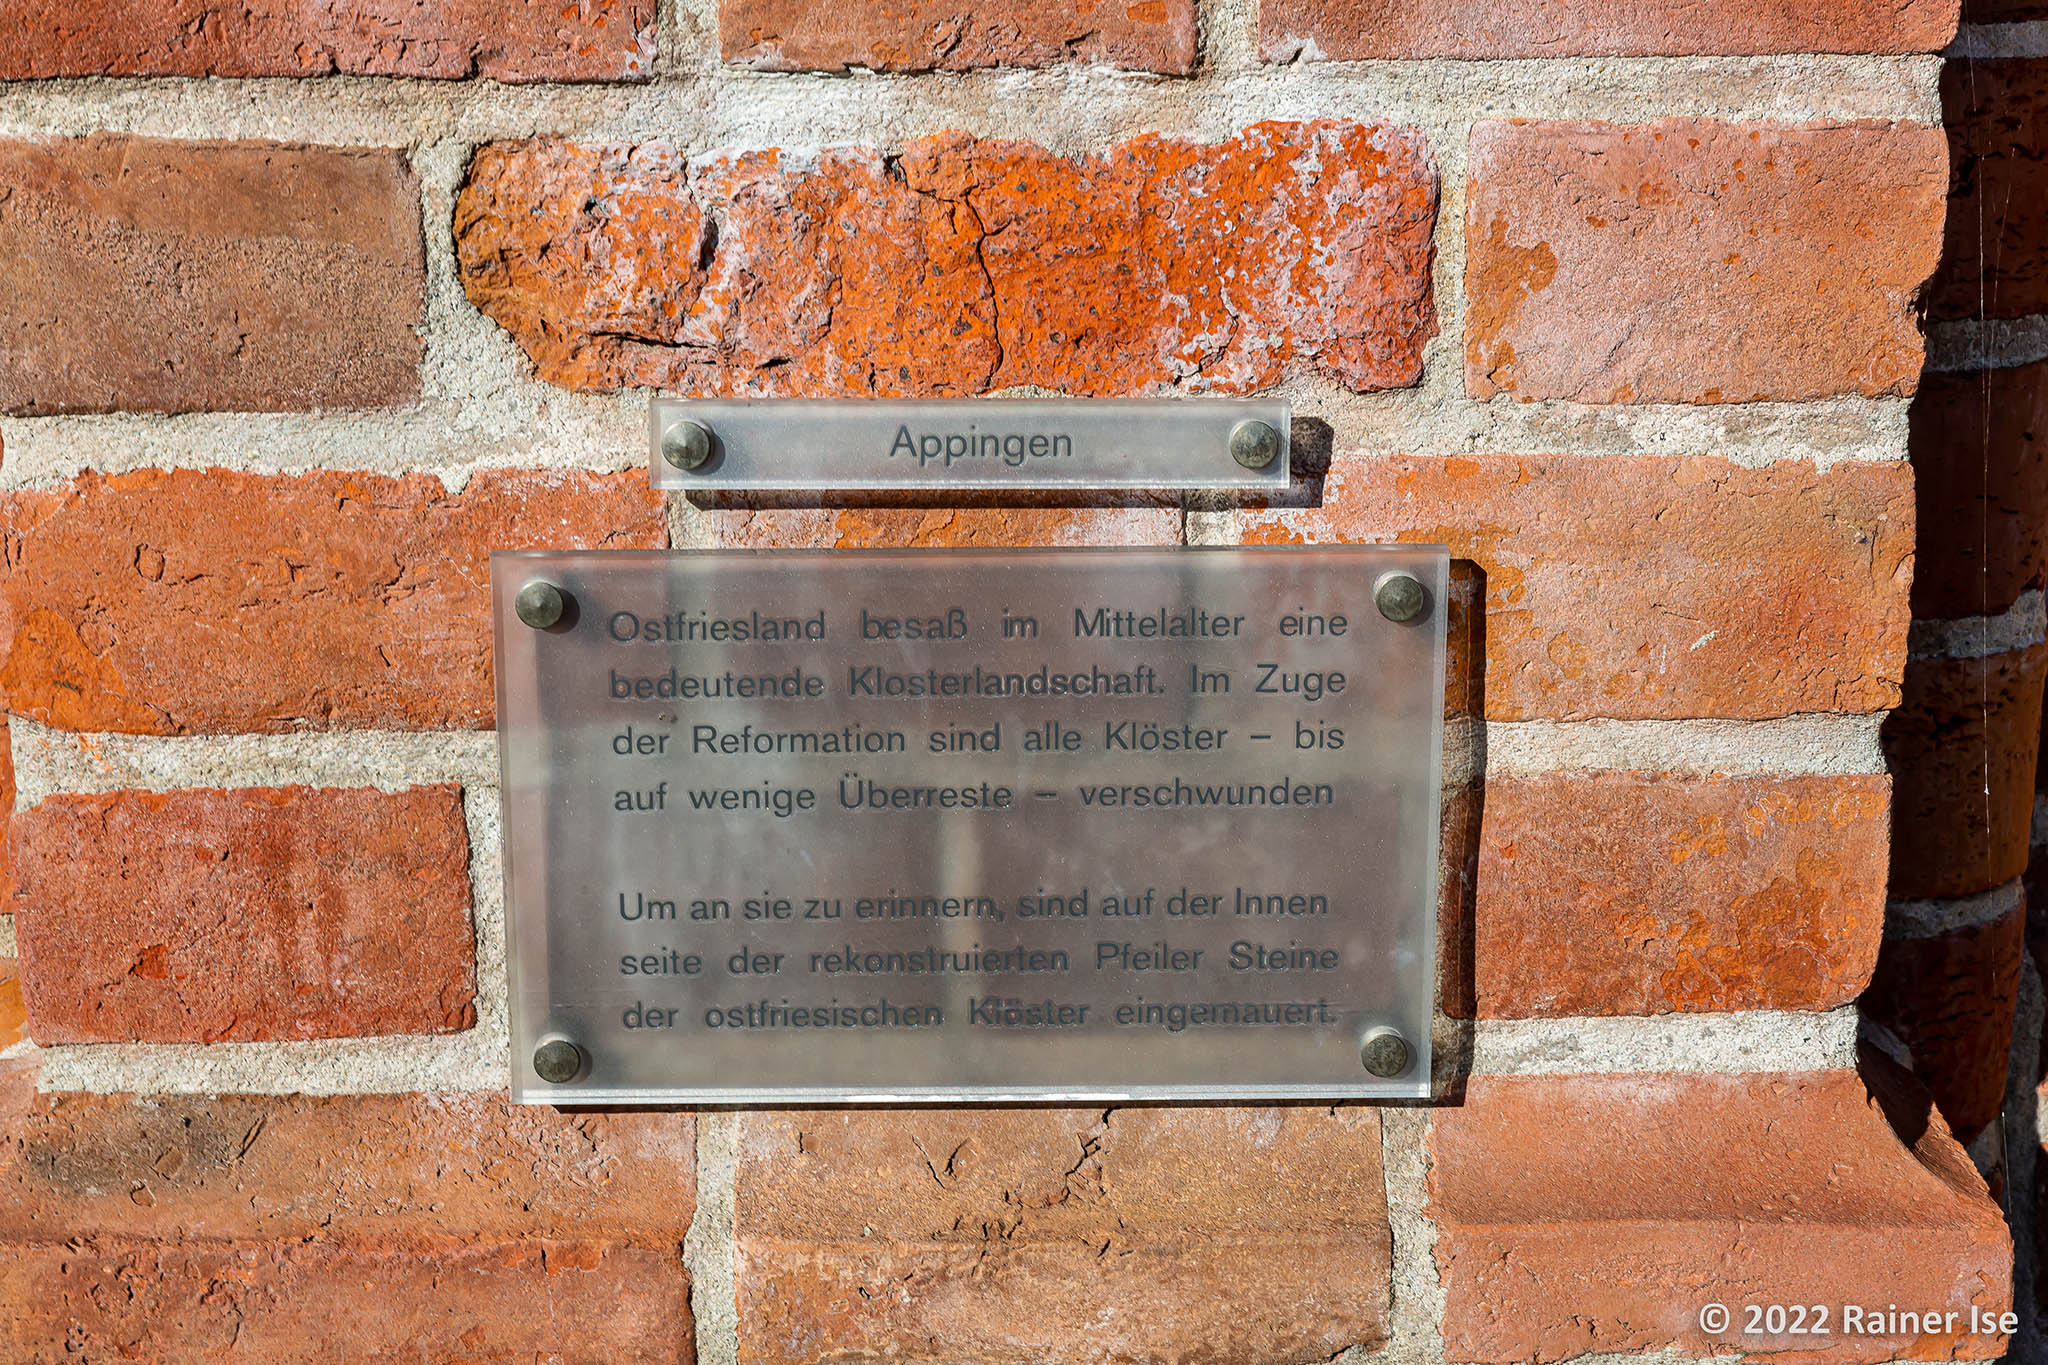 Appingen
Ostfriesland besaß im Mittelalter eine
bedeutende Klosterlandschaft. Im Zuge
der Reformation sind alle Klöster – bis
auf wenige Überreste – verschwunden
Um an sie zu erinnern, sind auf der Innen
seite der rekonstruierten Pfeiler Steine
der ostfriesischen Klöster eingemauert.
© 2022 Rainer Ise